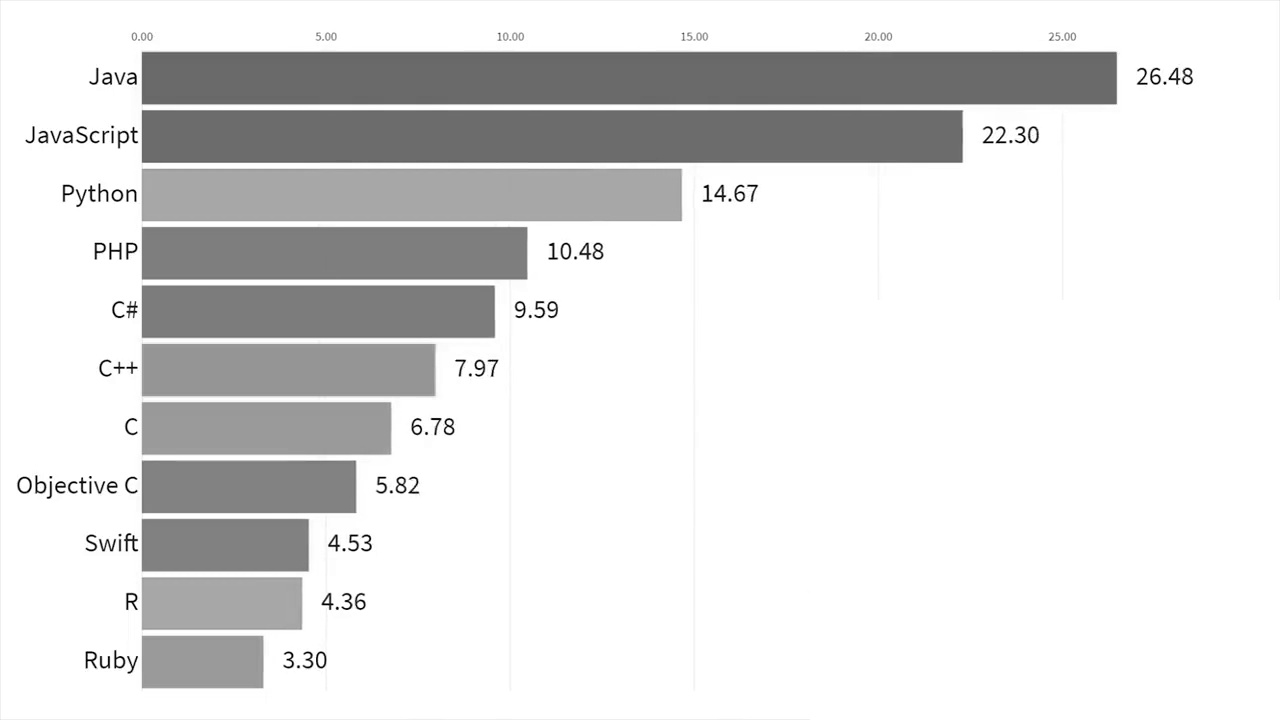 0.00 5.00 10.00 15.00 20.00 25.00
Java 26.48
JavaScript 22.30
Python 14.67
PHP 10.48
C# 9.59
C++ 7.97
C 6.78
Objective C 5.82
Swift 4.53
R 4.36
Ruby 3.30